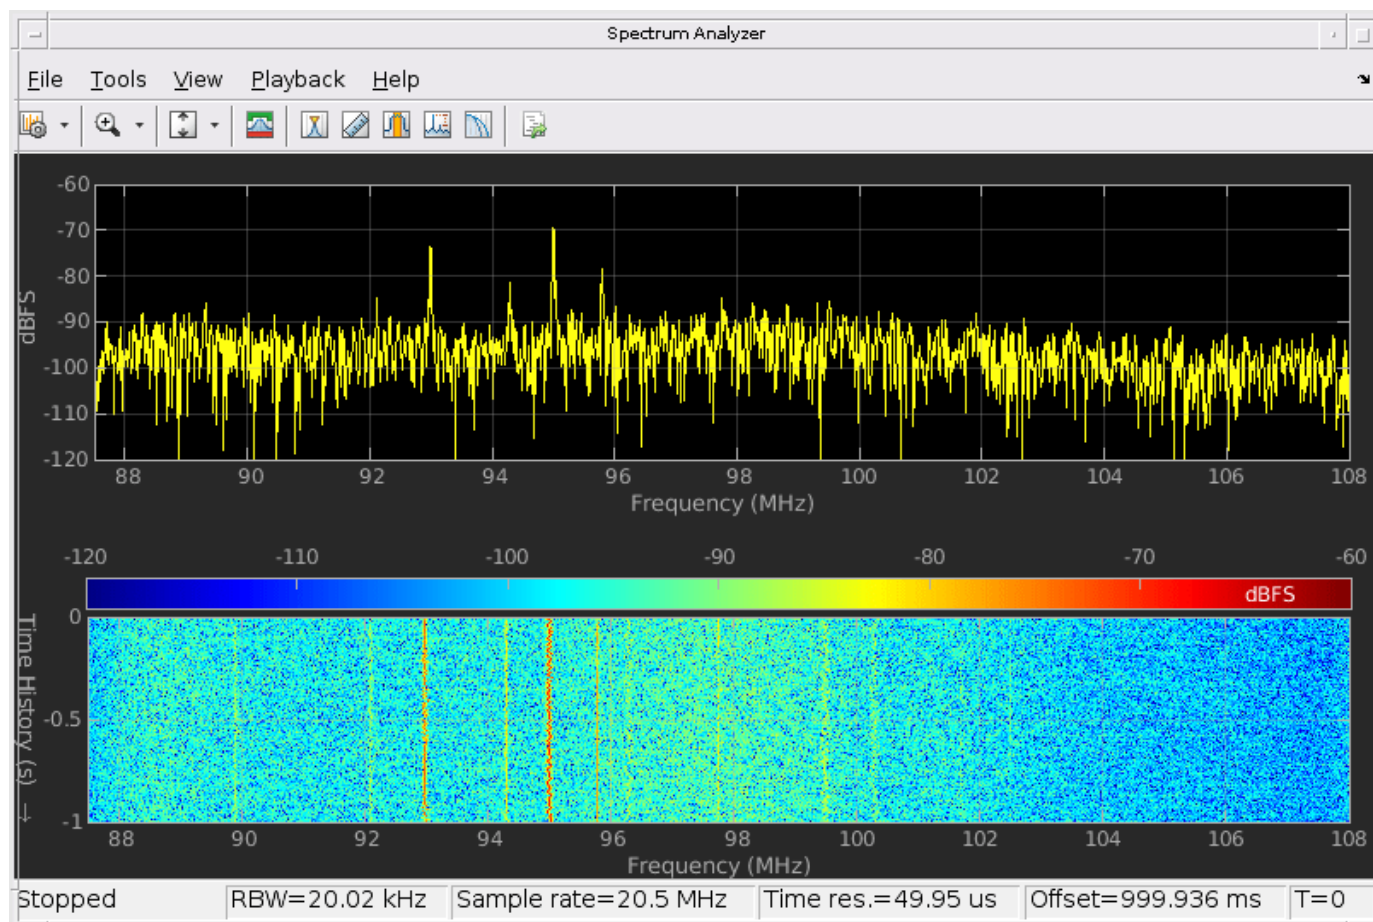 Spectrum Analyzer
File Tools View Playback Help
-60
-70
-80
-90
-100
-110
-120
dBFS
88 90 92 94 96 98 100 102 104 106 108
Frequency (MHz)
-120 -110 -100 -90 -80 -70 -60
dBFS
0
-0.5
-1
Time History (s) →
88 90 92 94 96 98 100 102 104 106 108
Frequency (MHz)
Stopped RBW=20.02 kHz Sample rate=20.5 MHz Time res.=49.95 us Offset=999.936 ms T=0